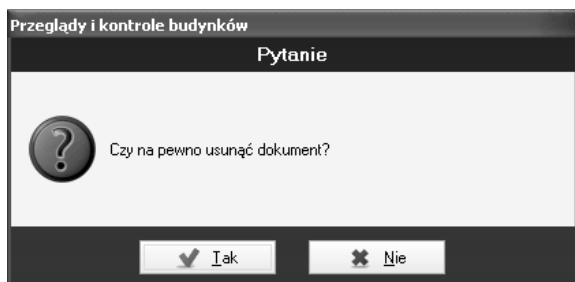 Przeglądy i kontrole budynków
Pytanie
Czy na pewno usunąć dokument?
Tak
Nie